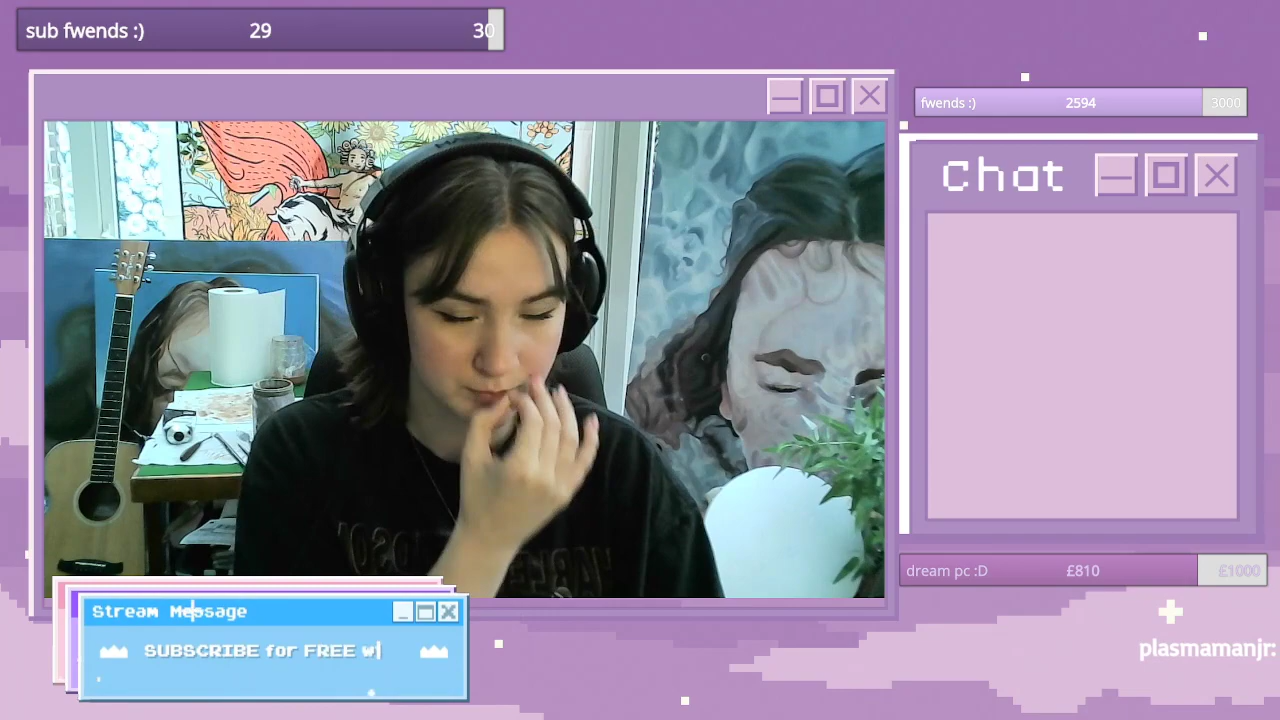 sub fwends :) 29 30
fwends :) 2594 3000
Chat
dream pc :D £810 £1000
Stream Message
SUBSCRIBE for FREE w
plasmamanjr: